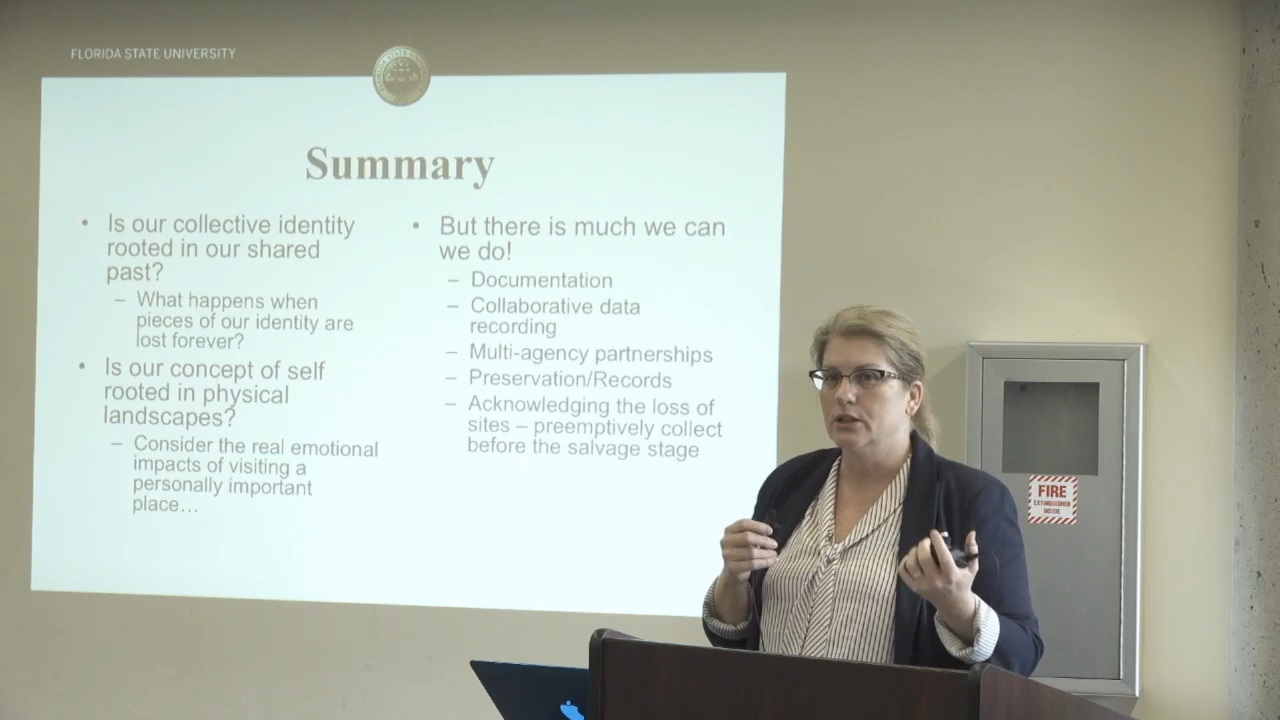 FLORIDA STATE UNIVERSITY
Summary
• Is our collective identity
rooted in our shared
past?
– What happens when
pieces of our identity are
lost forever?
• Is our concept of self
rooted in physical
landscapes?
– Consider the real emotional
impacts of visiting a
personally important
place…
• But there is much we can
we do!
– Documentation
– Collaborative data
recording
– Multi-agency partnerships
– Preservation/Records
– Acknowledging the loss of
sites – preemptively collect
before the salvage stage
FIRE
EXTINGUISHER
INSIDE